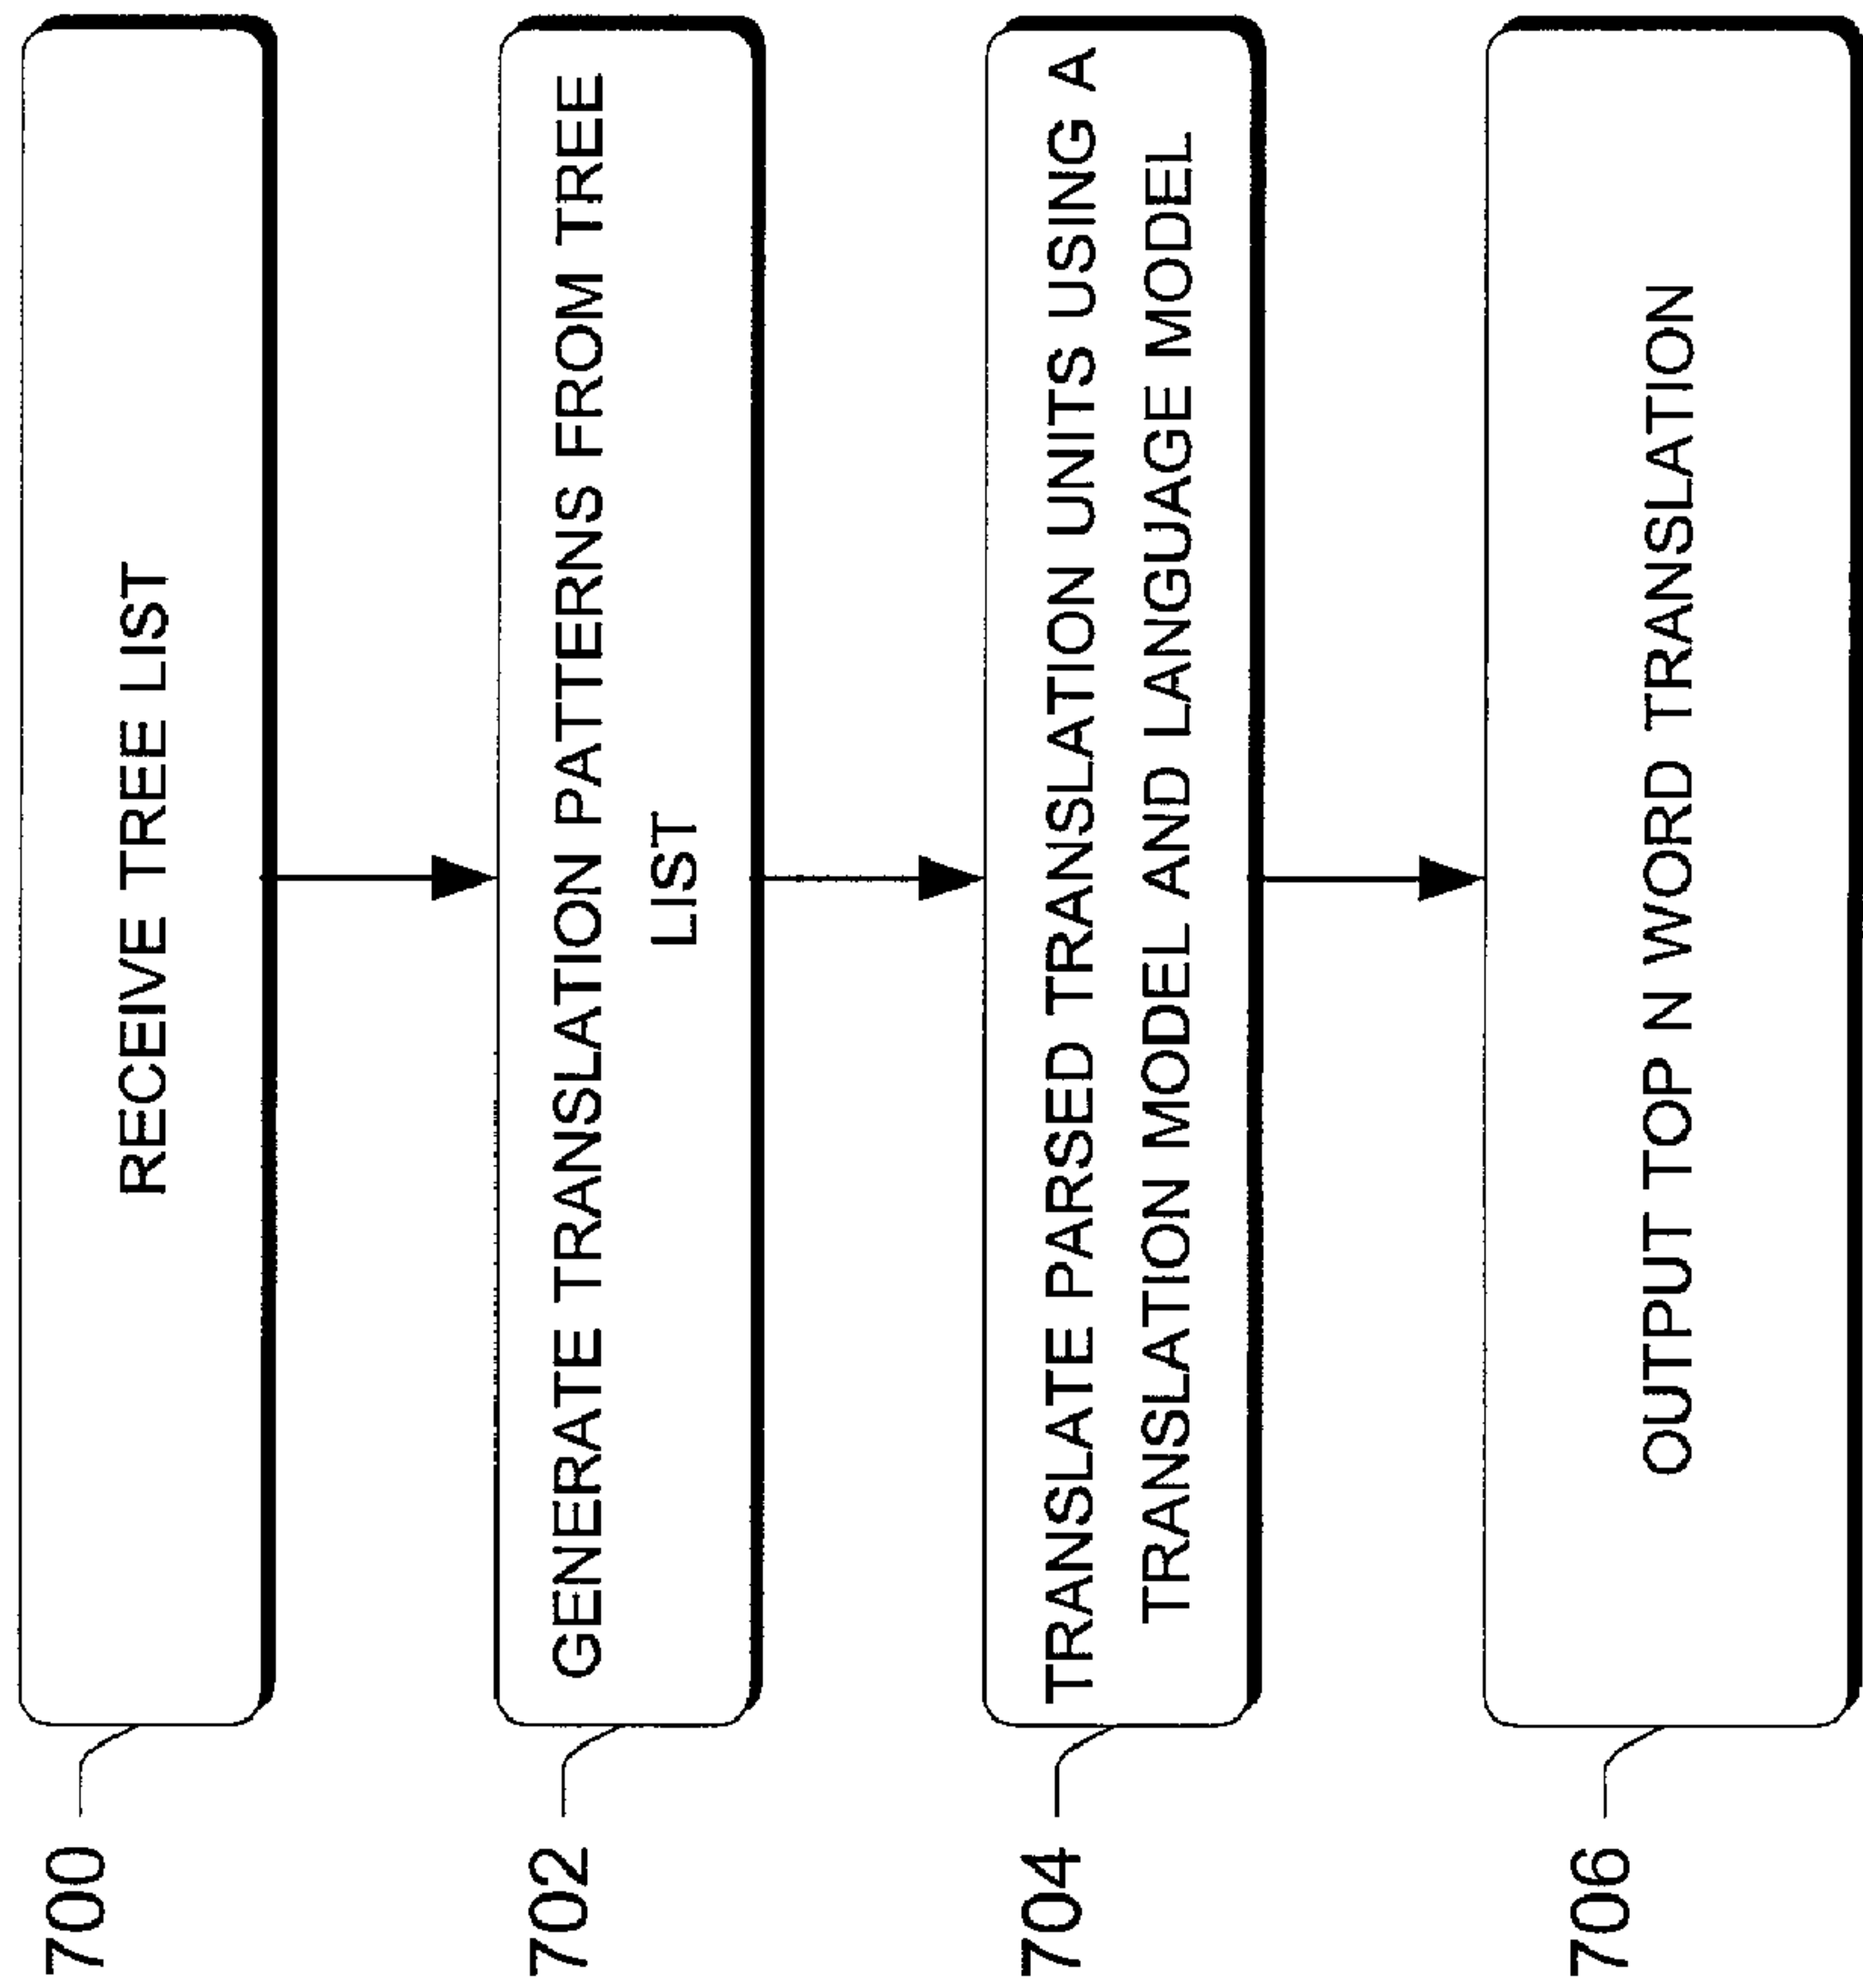 700
RECEIVE TREE LIST
702
GENERATE TRANSLATION PATTERNS FROM TREE
LIST
704
TRANSLATE PARSED TRANSLATION UNITS USING A
TRANSLATION MODEL AND LANGUAGE MODEL
706
OUTPUT TOP N WORD TRANSLATION